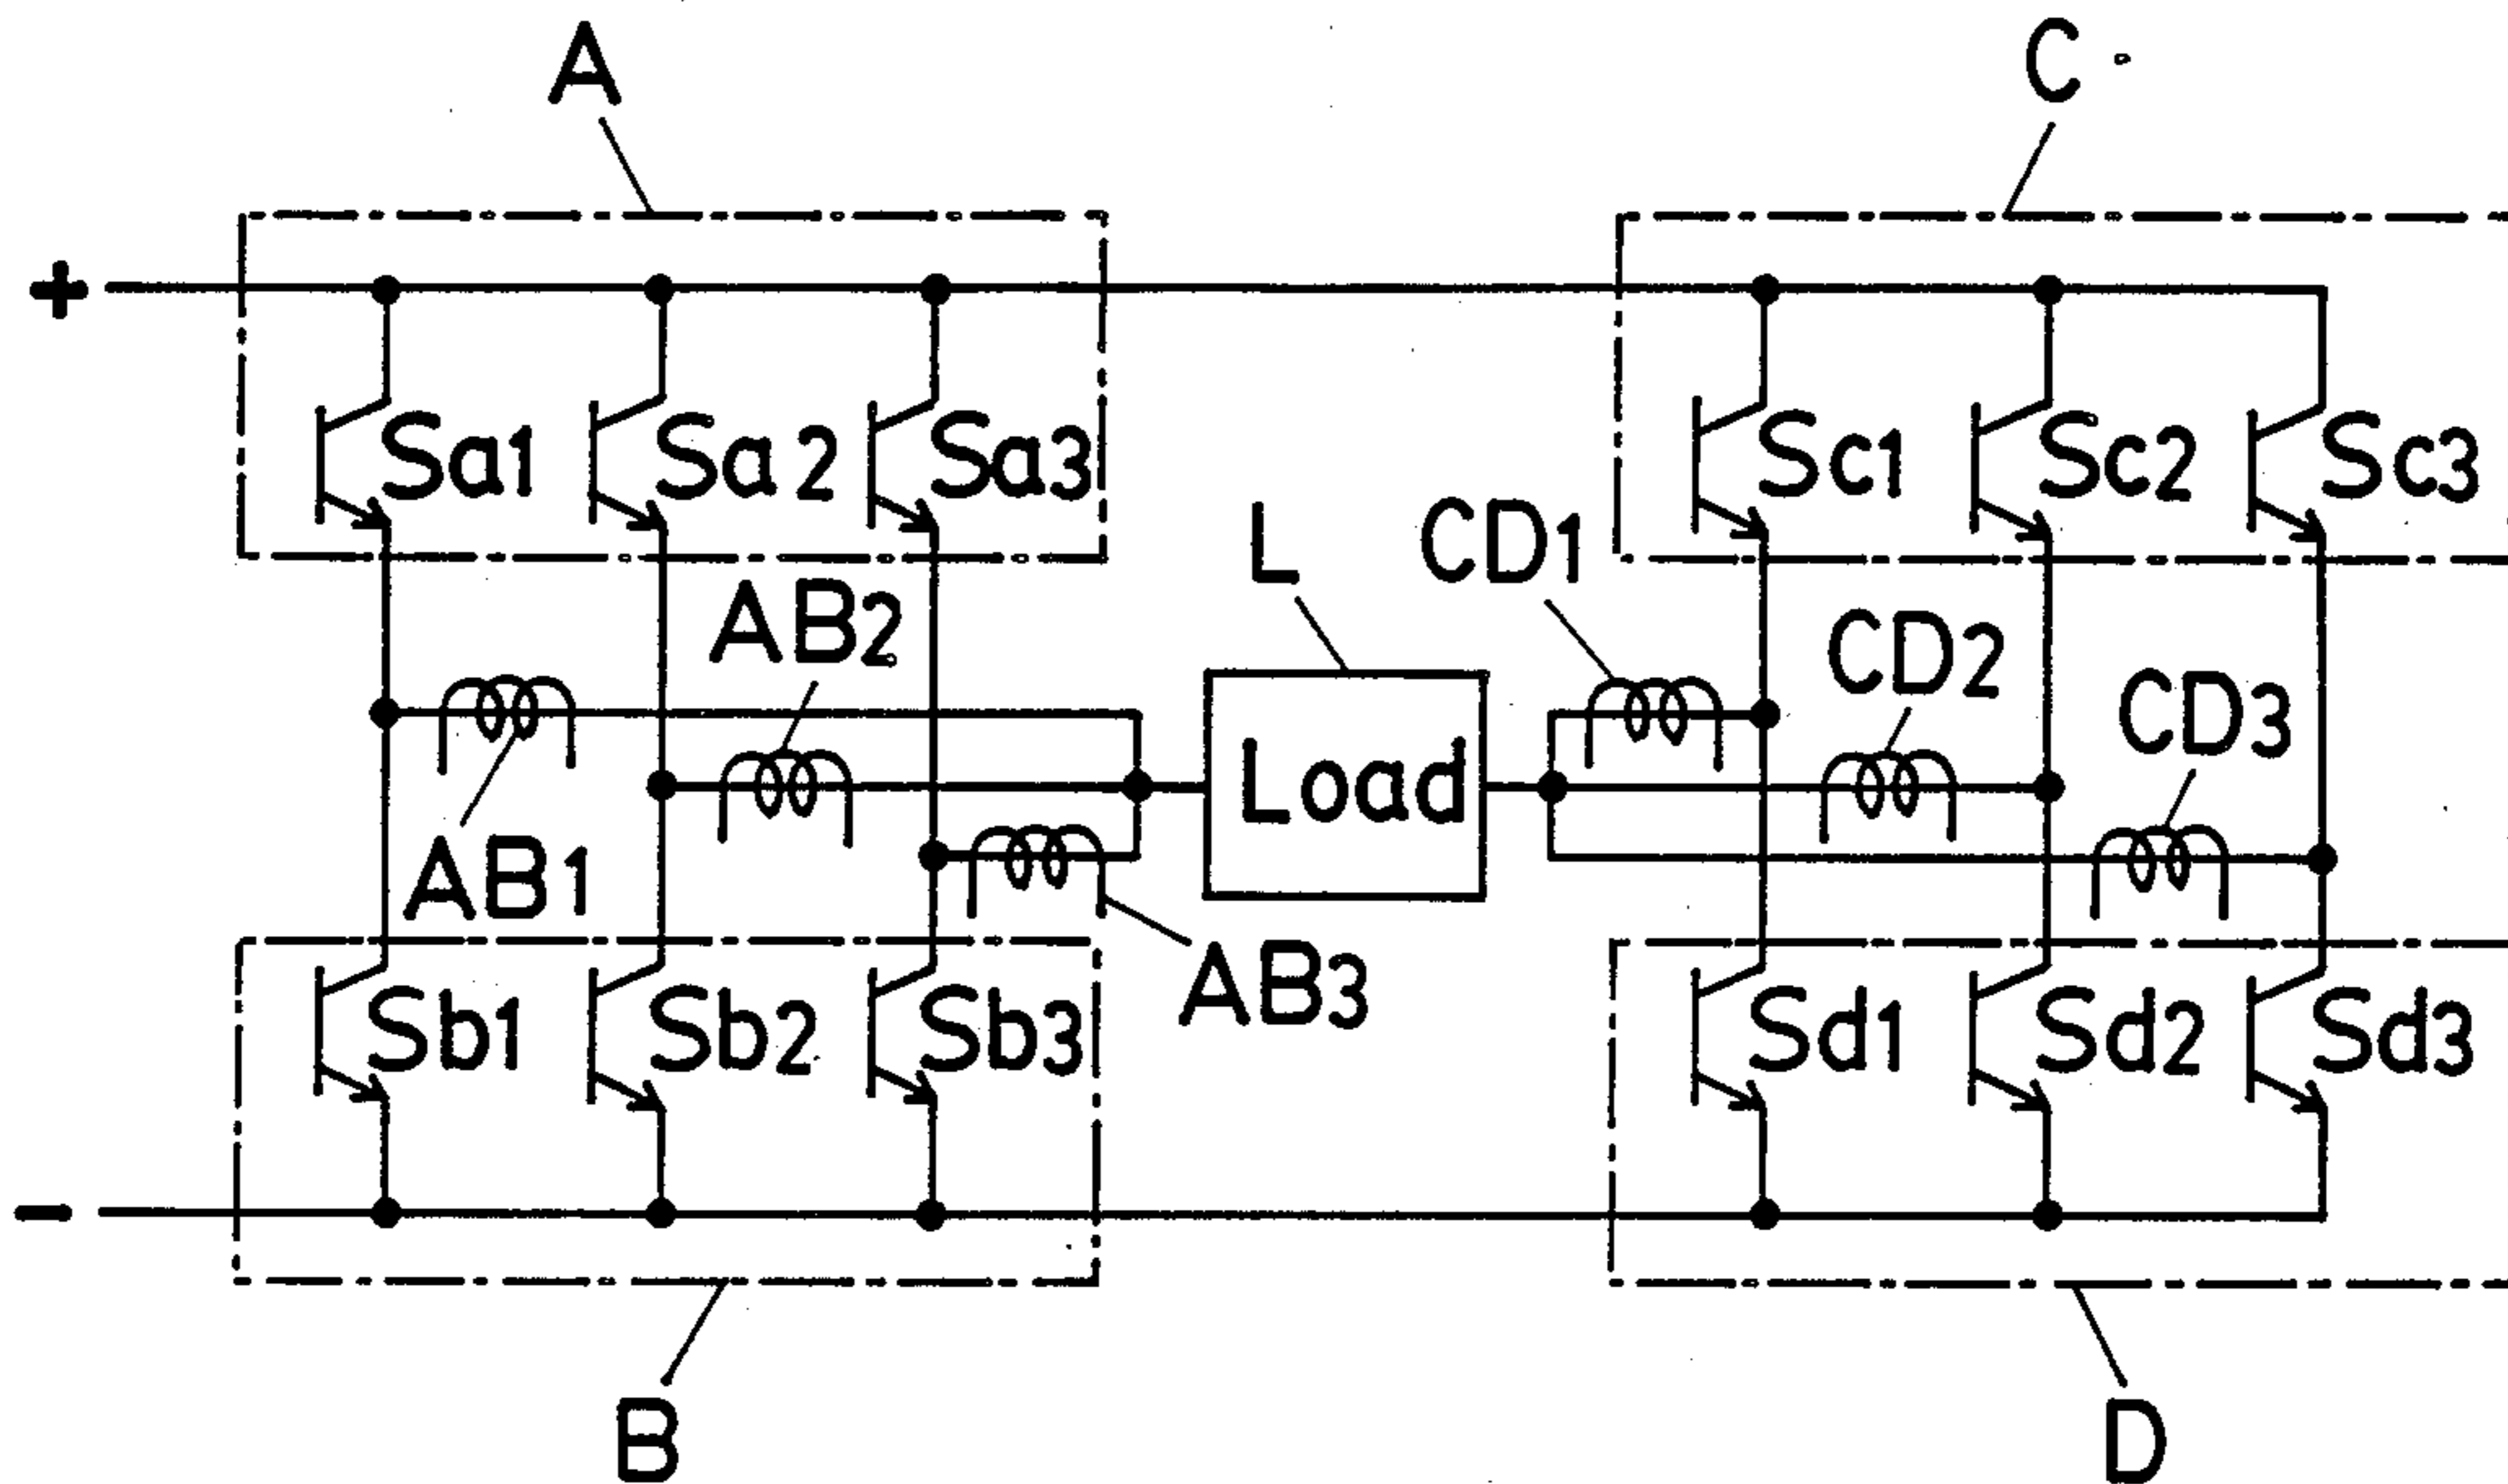 A
C
+
Sa1
Sa2
Sa3
Sc1
Sc2
Sc3
L
CD1
AB2
CD2
CD3
Load
AB1
AB3
Sb1
Sb2
Sb3
Sd1
Sd2
Sd3
-
B
D